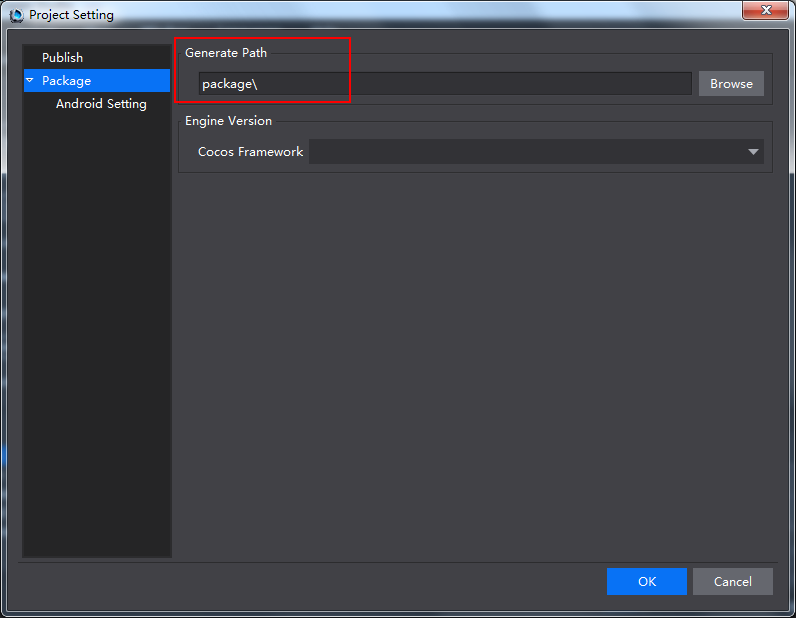 Project Setting
Publish
Package
Android Setting
Generate Path
package\
Browse
Engine Version
Cocos Framework
OK
Cancel